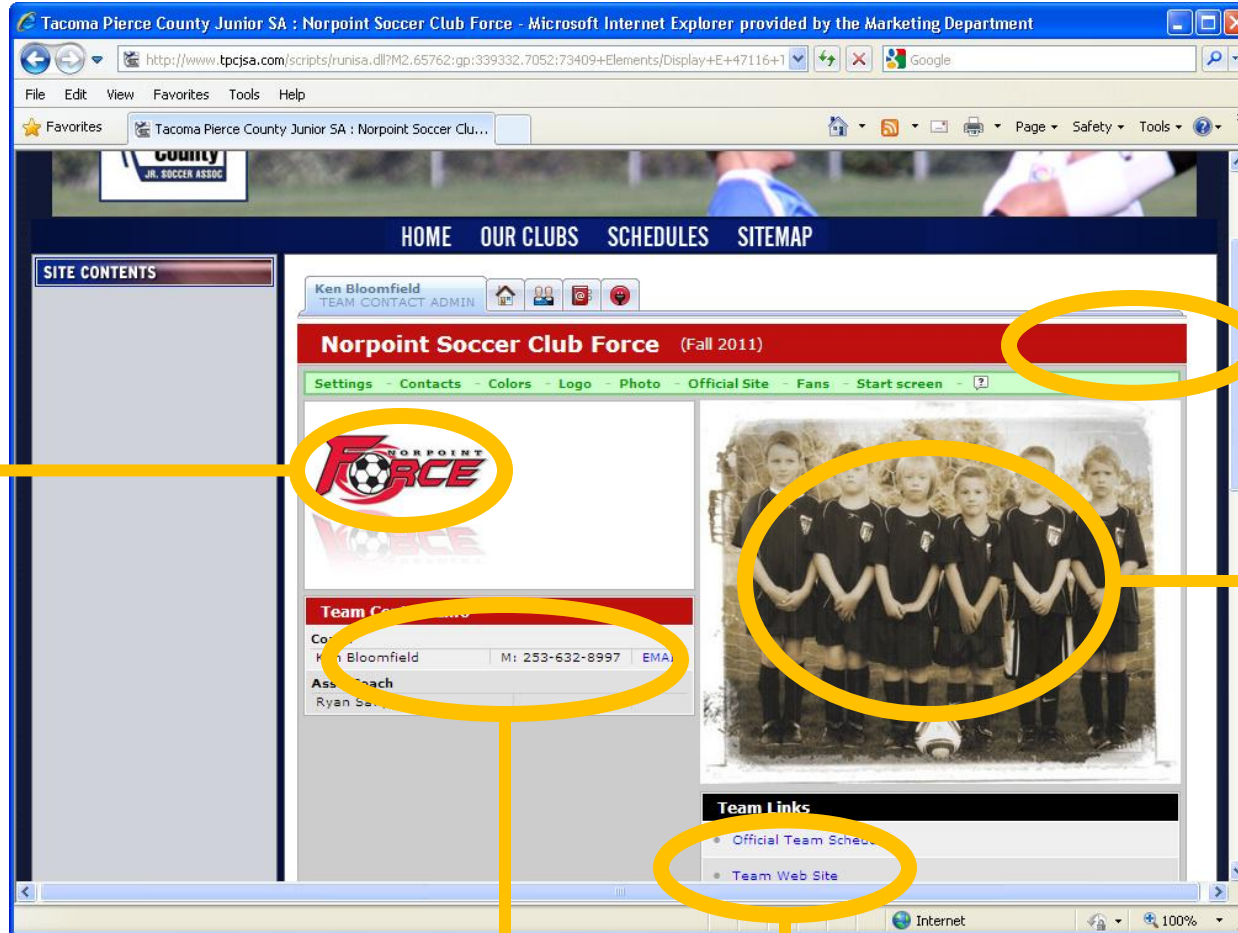 Tacoma Pierce County Junior SA : Norpoint Soccer Club Force - Microsoft Internet Explorer provided by the Marketing Department
http://www.tpcjsa.com/scripts/runisa.dll?M2.65762:gp:339332.7052:73409+Elements/Display+E+47116+1
Google
File Edit View Favorites Tools Help
Favorites
Tacoma Pierce County Junior SA : Norpoint Soccer Clu...
Page Safety Tools
County
JR. SOCCER ASSOC
HOME OUR CLUBS SCHEDULES SITEMAP
SITE CONTENTS
Ken Bloomfield
TEAM CONTACT ADMIN
Norpoint Soccer Club Force (Fall 2011)
Settings - Contacts - Colors - Logo - Photo - Official Site - Fans - Start screen - ?
NORPOINT
FORCE
Team
Ken Bloomfield M: 253-632-8997
Ryan
Team Links
Official Team
Team Web Site
Internet
100%